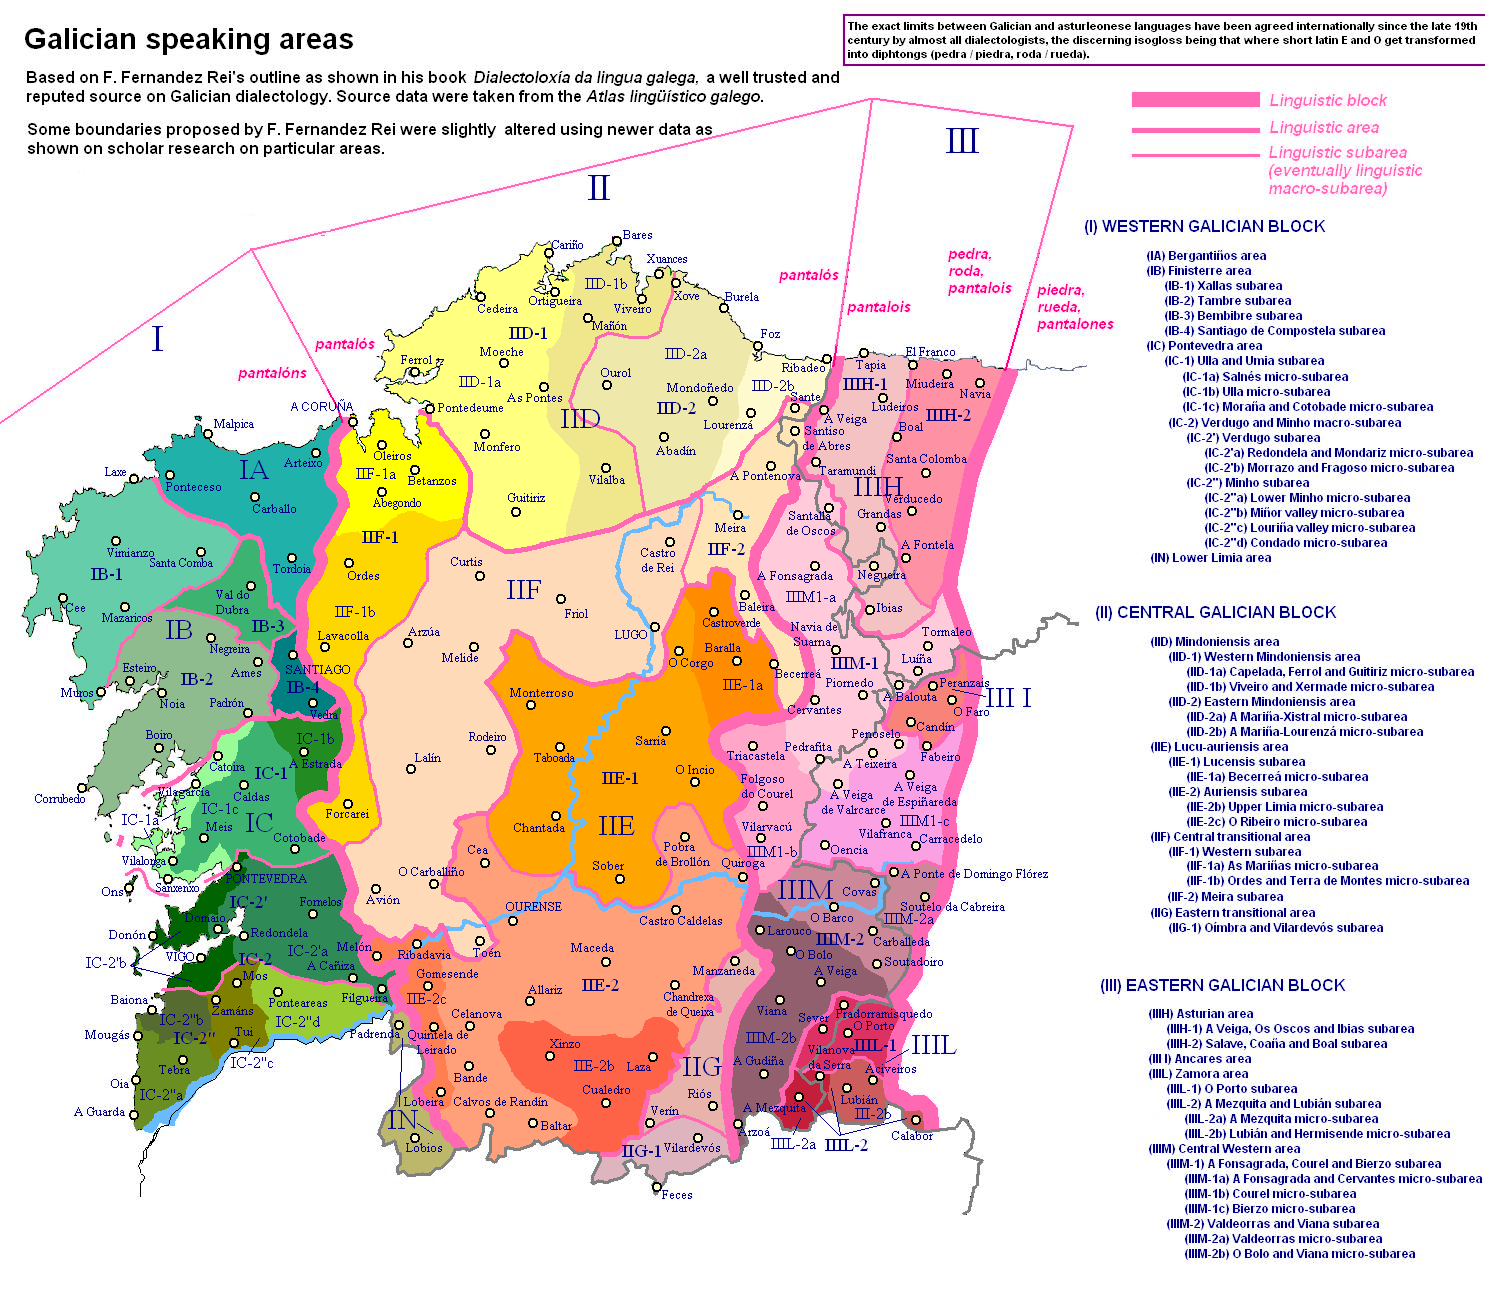 Galician speaking areas
Based on F. Fernandez Rei's outline as shown in his book Dialectoloxía da lingua galega, a well trusted and
reputed source on Galician dialectology. Source data were taken from the Atlas lingüístico galego.
Some boundaries proposed by F. Fernandez Rei were slightly altered using newer data as
shown on scholar research on particular areas.
The exact limits between Galician and asturleonese languages have been agreed internationally since the late 19th
century by almost all dialectologists, the discerning isogloss being that where short latin E and O get transformed
into diphtongs (pedra / piedra, roda / rueda).
Linguistic block
Linguistic area
Linguistic subarea
(eventually linguistic
macro-subarea)
I
II
III
pantalóns
pantalós
pantalós
pantalois
pedra,
roda,
pantalois
piedra,
rueda,
pantalones
Bares
Cariño
Xuances
IID-1b
Xove
Cedeira
Ortigueira
Viveiro
Burela
Mañón
IID-1
Foz
Moeche
IID-2a
El Franco
Ferrol
Ribadeo
Tapia
IID-1a
Ourol
Miudeira
As Pontes
Mondoñedo
IID-2b
IIIH-1
Navia
A CORUÑA
Pontedeume
IID
IID-2
Sante
Ludeiros
IIIH-2
Malpica
Lourenzá
A Veiga
Santiso
de Abres
Boal
Oleiros
Monfero
Abadín
Arteixo
IA
IIF-1a
Betanzos
Vilalba
A Pontenova
Taramundi
Santa Colomba
Laxe
Ponteceso
Abegondo
Guitiriz
IIIH
Verducedo
Carballo
Grandas
Meira
Santalla
de Oscos
Vimianzo
IIF-1
Castro
de Rei
IIF-2
A Fontela
Santa Comba
Tordoia
Ordes
Curtis
A Fonsagrada
Negueira
IB-1
IIF
IIIM1-a
Cee
Val do
Dubra
Friol
Baleira
Ibias
Mazaricos
IIF-1b
Castroverde
IB
IB-3
Lavacolla
Arzúa
LUGO
Navia de
Suarna
Tormaleo
Negreira
Melide
O Corgo
Baralla
IIIM-1
Luíña
Esteiro
Ames
SANTIAGO
Becerreá
Piornedo
Peranzais
IB-2
IB-4
Monterroso
IIE-1a
A Balouta
III I
Muros
Noia
Padrón
Vedra
Cervantes
O Faro
Candín
Boiro
IC-1b
Rodeiro
Sarria
Pedrafita
Penoselo
Catoira
A Estrada
Lalín
Taboada
Triacastela
A Teixeira
Fabeiro
IC-1
IIE-1
O Incio
Folgoso
do Courel
Corrubedo
Vilagarcía
Caldas
A Veiga
de Valcarce
A Veiga
de Espiñareda
IC-1a
IC-1c
Forcarei
Chantada
IIE
Meis
IC
Vilarvacú
Vilafranca
IIIM1-c
Cotobade
Cea
Pobra
de Brollón
IIIM1-b
Oencia
Carracedelo
Vilalonga
Sober
Quiroga
Ons
Sanxenxo
PONTEVEDRA
O Carballiño
IIIM
Covas
A Ponte de Domingo Flórez
IC-2'
Fornelos
Avión
OURENSE
O Barco
Soutelo da Cabreira
Domaio
Castro Caldelas
IIIM-2a
Donón
Redondela
IC-2'a
Melón
Ribadavia
Toén
Maceda
Larouco
IIIM-2
Carballeda
IC-2'b
VIGO
IC-2
A Cañiza
O Bolo
Soutadoiro
Mos
Gomesende
Manzaneda
A Veiga
Baiona
Zamáns
Ponteareas
Filgueira
IIE-2c
Allariz
IIE-2
Chandrexa
de Queixa
Viana
Pradorramisquedo
IC-2"b
IC-2"d
Celanova
Sever
O Porto
Mougás
IC-2"
Tui
Padrenda
Quintela de
Leirado
Xinzo
IIIM-2b
Vilanova
da Serra
IIIL-1
IIIL
IC-2"c
Tebra
Bande
IIE-2b
Laza
IIG
A Gudiña
Aciveiros
Oia
IC-2"a
Cualedro
Riós
Lubián
A Guarda
Lobeira
Calvos de Randín
Verín
A Mezquita
III-2b
IN
Baltar
Arzoá
Calabor
Lobios
IIG-1
Vilardevós
IIIL-2a
IIIL-2
Feces
(I) WESTERN GALICIAN BLOCK
(IA) Bergantiños area
(IB) Finisterre area
(IB-1) Xallas subarea
(IB-2) Tambre subarea
(IB-3) Bembibre subarea
(IB-4) Santiago de Compostela subarea
(IC) Pontevedra area
(IC-1) Ulla and Umia subarea
(IC-1a) Salnés micro-subarea
(IC-1b) Ulla micro-subarea
(IC-1c) Moraña and Cotobade micro-subarea
(IC-2) Verdugo and Minho macro-subarea
(IC-2') Verdugo subarea
(IC-2'a) Redondela and Mondariz micro-subarea
(IC-2'b) Morrazo and Fragoso micro-subarea
(IC-2") Minho subarea
(IC-2"a) Lower Minho micro-subarea
(IC-2"b) Miñor valley micro-subarea
(IC-2"c) Louriña valley micro-subarea
(IC-2"d) Condado micro-subarea
(IN) Lower Limia area
(II) CENTRAL GALICIAN BLOCK
(IID) Mindoniensis area
(IID-1) Western Mindoniensis area
(IID-1a) Capelada, Ferrol and Guitiriz micro-subarea
(IID-1b) Viveiro and Xermade micro-subarea
(IID-2) Eastern Mindoniensis area
(IID-2a) A Mariña-Xistral micro-subarea
(IID-2b) A Mariña-Lourenzá micro-subarea
(IIE) Lucu-auriensis area
(IIE-1) Lucensis subarea
(IIE-1a) Becerreá micro-subarea
(IIE-2) Auriensis subarea
(IIE-2b) Upper Limia micro-subarea
(IIE-2c) O Ribeiro micro-subarea
(IIF) Central transitional area
(IIF-1) Western subarea
(IIF-1a) As Mariñas micro-subarea
(IIF-1b) Ordes and Terra de Montes micro-subarea
(IIF-2) Meira subarea
(IIG) Eastern transitional area
(IIG-1) Oímbra and Vilardevós subarea
(III) EASTERN GALICIAN BLOCK
(IIIH) Asturian area
(IIIH-1) A Veiga, Os Oscos and Ibias subarea
(IIIH-2) Salave, Coaña and Boal subarea
(III I) Ancares area
(IIIL) Zamora area
(IIIL-1) O Porto subarea
(IIIL-2) A Mezquita and Lubián subarea
(IIIL-2a) A Mezquita micro-subarea
(IIIL-2b) Lubián and Hermisende micro-subarea
(IIIM) Central Western area
(IIIM-1) A Fonsagrada, Courel and Bierzo subarea
(IIIM-1a) A Fonsagrada and Cervantes micro-subarea
(IIIM-1b) Courel micro-subarea
(IIIM-1c) Bierzo micro-subarea
(IIIM-2) Valdeorras and Viana subarea
(IIIM-2a) Valdeorras micro-subarea
(IIIM-2b) O Bolo and Viana micro-subarea